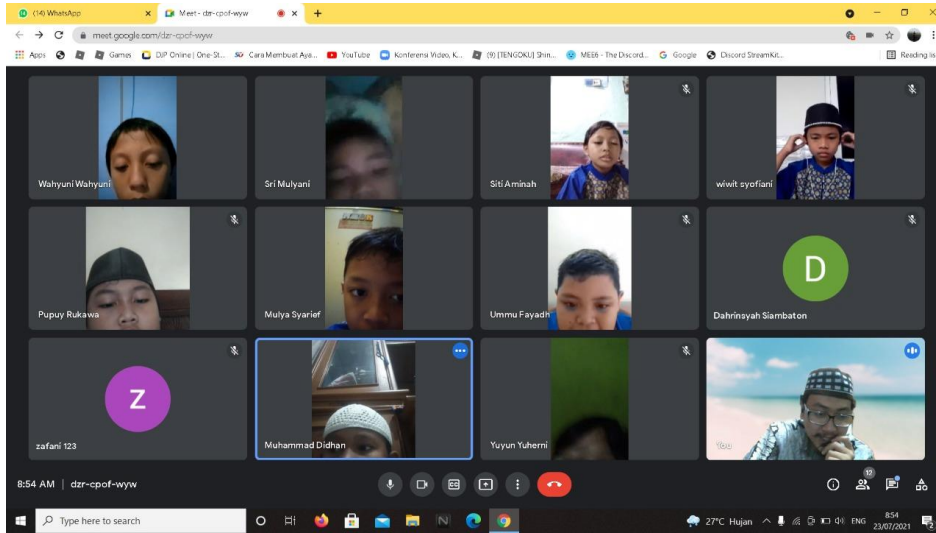 (14) WhatsApp
Meet - dzr-cpof-wyw
meet.google.com/dzr-cpof-wyw
Apps
Games
DJP Online | One-St...
Cara Membuat Aya...
YouTube
Konferensi Video, K...
(9) [TENGOKU] Shin...
MEE6 - The Discord...
Google
Discord StreamKit...
Reading lis
Wahyuni Wahyuni
Sri Mulyani
Siti Aminah
wiwit syofiani
Pupuy Rukawa
Mulya Syarief
Ummu Fayadh
D
Dahrinsyah Siambaton
Z
zafani 123
Muhammad Didhan
Yuyun Yuherni
You
8:54 AM | dzr-cpof-wyw
12
Type here to search
27°C Hujan
ENG
8:54
23/07/2021
2